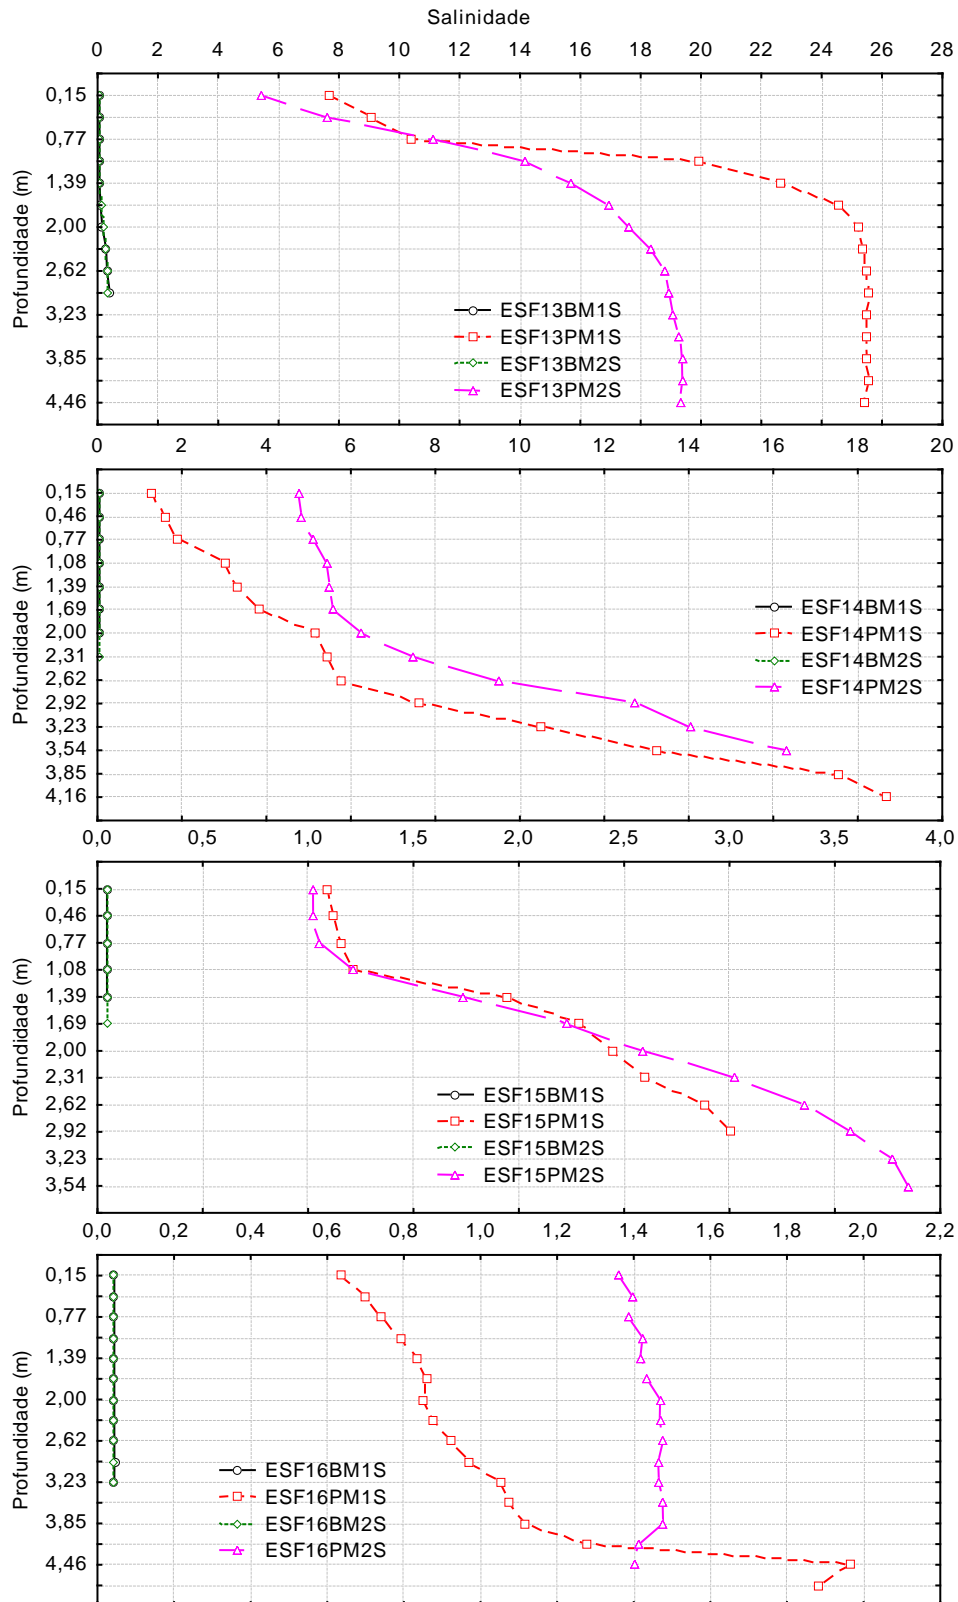 Salinidade
0 2 4 6 8 10 12 14 16 18 20 22 24 26 28
0,15
0,77
1,39
2,00
2,62
3,23
3,85
4,46
Profundidade (m)
ESF13BM1S
ESF13PM1S
ESF13BM2S
ESF13PM2S
0 2 4 6 8 10 12 14 16 18 20
0,15
0,46
0,77
1,08
1,39
1,69
2,00
2,31
2,62
2,92
3,23
3,54
3,85
4,16
Profundidade (m)
ESF14BM1S
ESF14PM1S
ESF14BM2S
ESF14PM2S
0,0 0,5 1,0 1,5 2,0 2,5 3,0 3,5 4,0
0,15
0,46
0,77
1,08
1,39
1,69
2,00
2,31
2,62
2,92
3,23
3,54
Profundidade (m)
ESF15BM1S
ESF15PM1S
ESF15BM2S
ESF15PM2S
0,0 0,2 0,4 0,6 0,8 1,0 1,2 1,4 1,6 1,8 2,0 2,2
0,15
0,77
1,39
2,00
2,62
3,23
3,85
4,46
Profundidade (m)
ESF16BM1S
ESF16PM1S
ESF16BM2S
ESF16PM2S